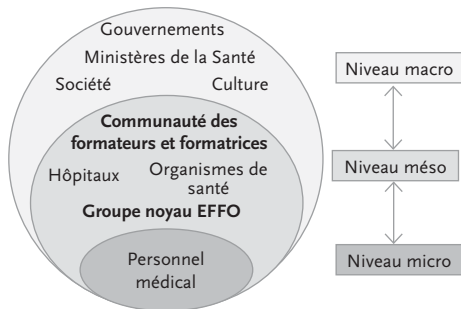 Gouvernements
Ministères de la Santé
Société
Culture
Communauté des
formateurs et formatrices
Hôpitaux
Organismes de
santé
Groupe noyau EFFO
Personnel
médical
Niveau macro
Niveau méso
Niveau micro